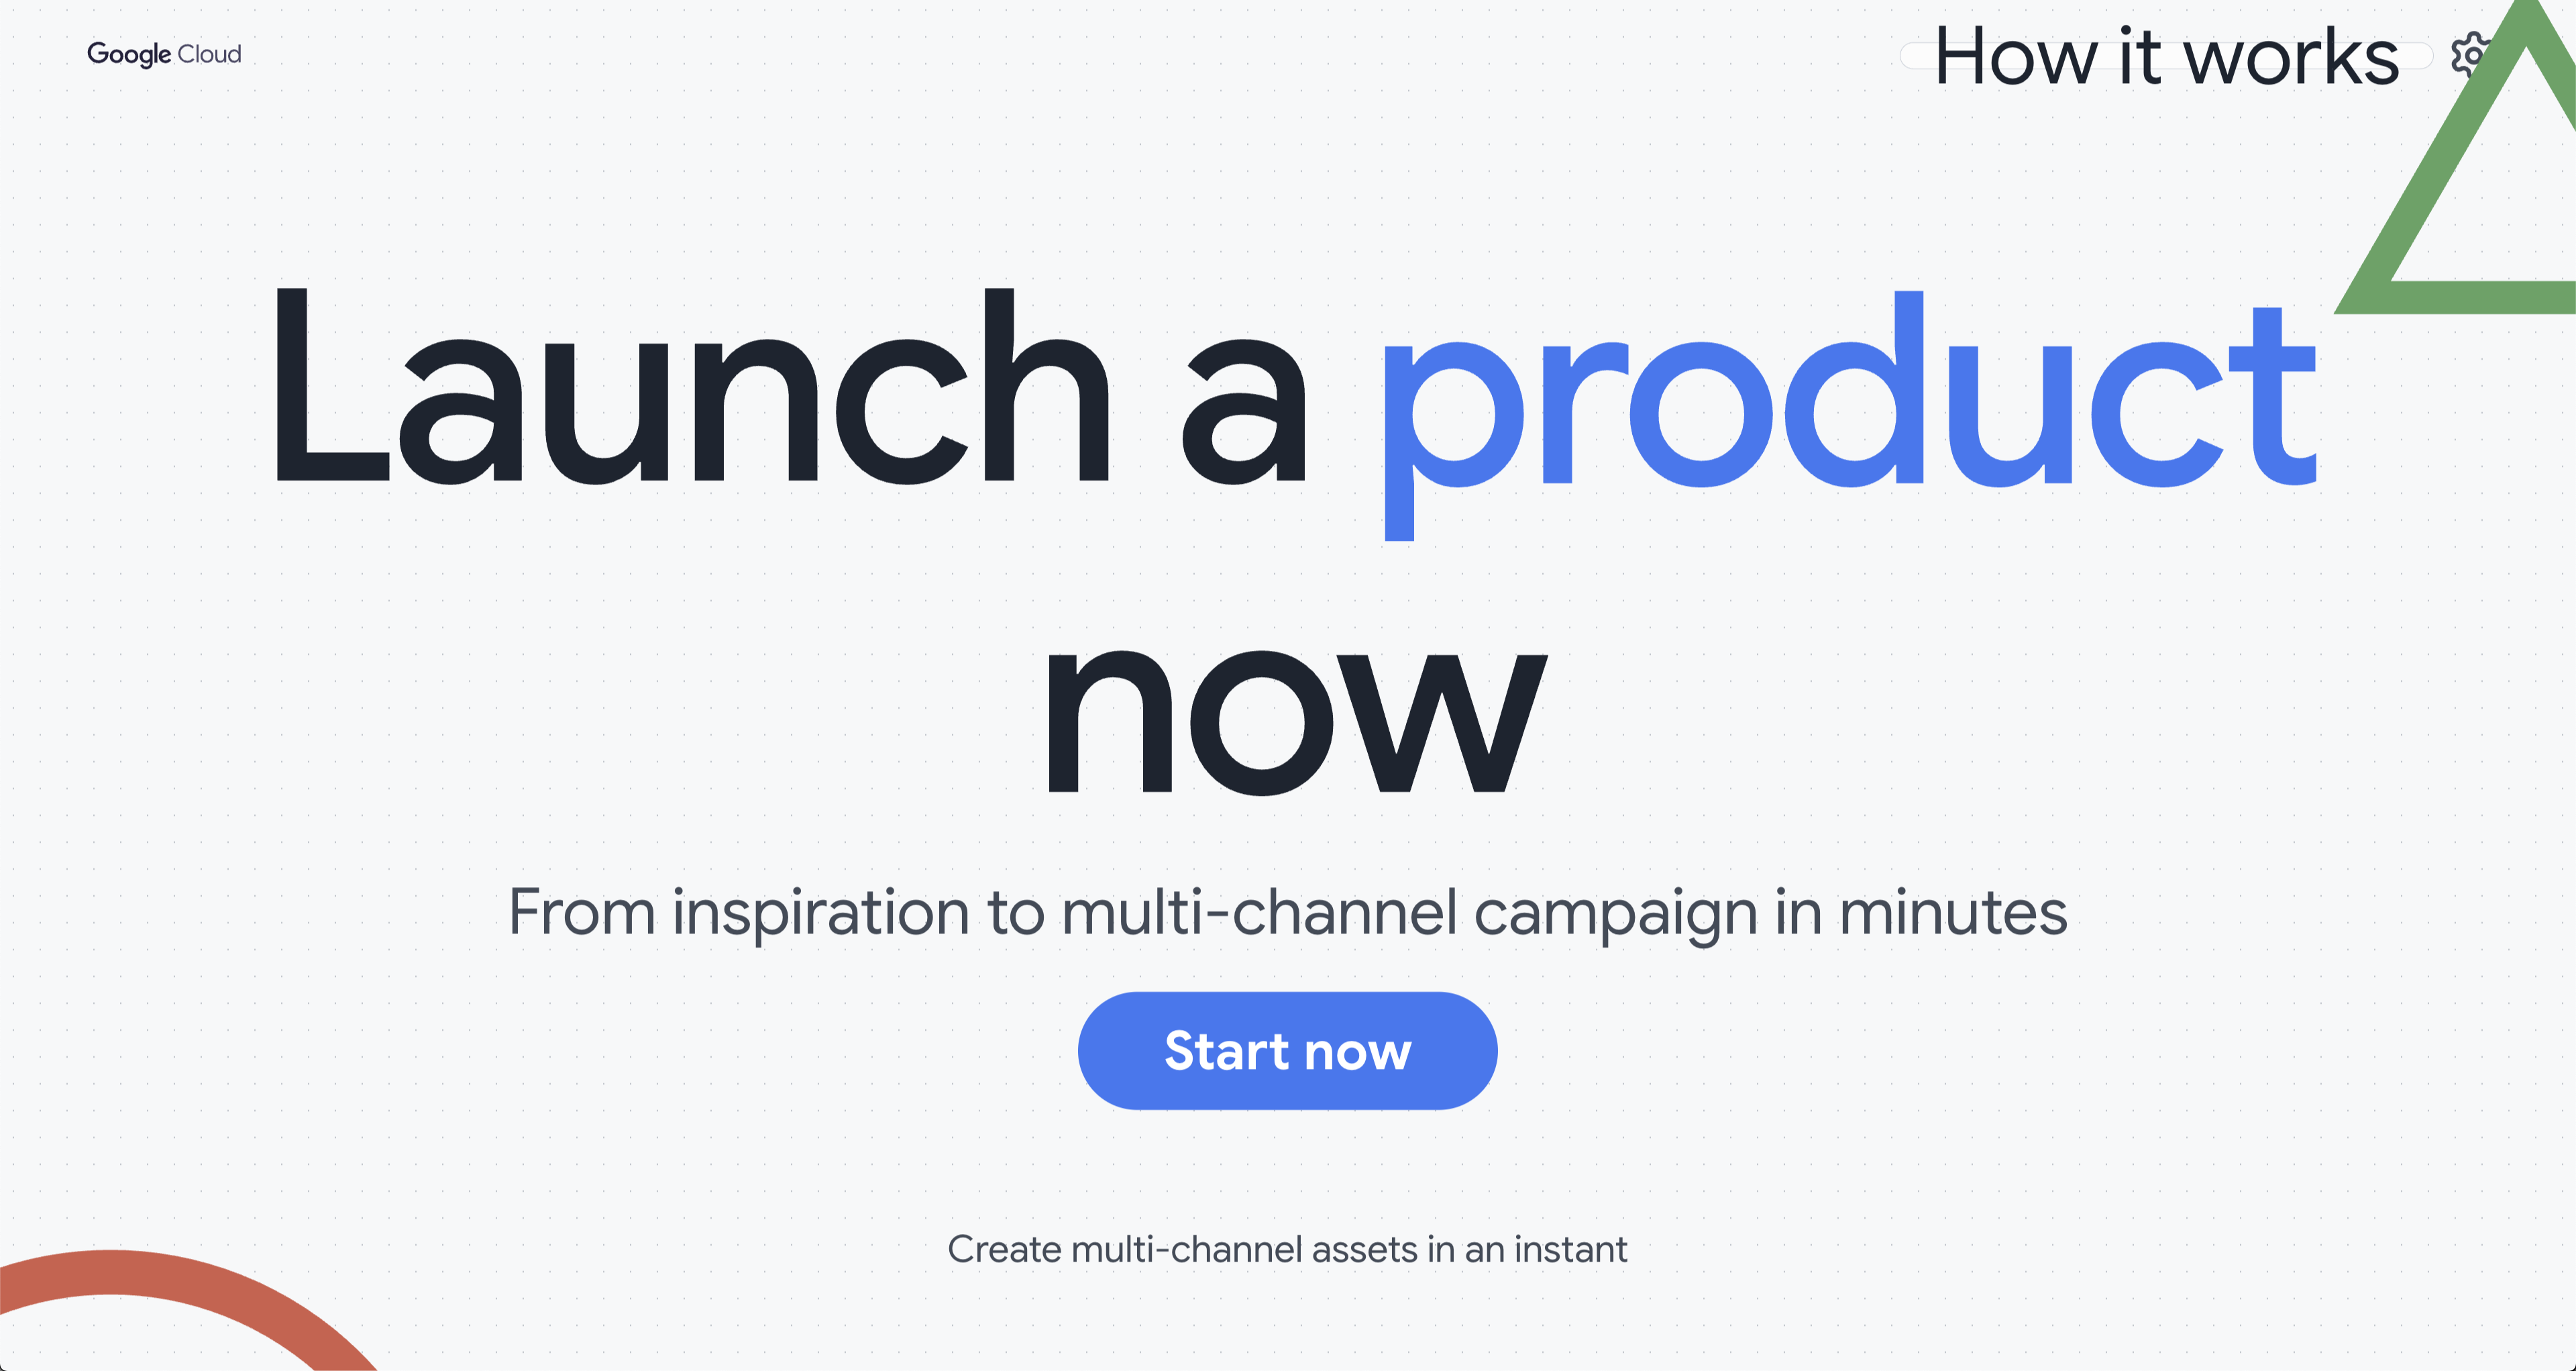 Google Cloud
How it works
Launch a product
now
From inspiration to multi-channel campaign in minutes
Start now
Create multi-channel assets in an instant